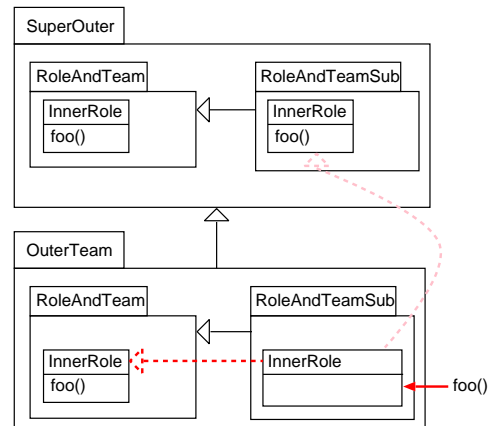 SuperOuter
RoleAndTeam
RoleAndTeamSub
InnerRole
foo()
InnerRole
foo()
OuterTeam
RoleAndTeam
RoleAndTeamSub
InnerRole
foo()
InnerRole
foo()